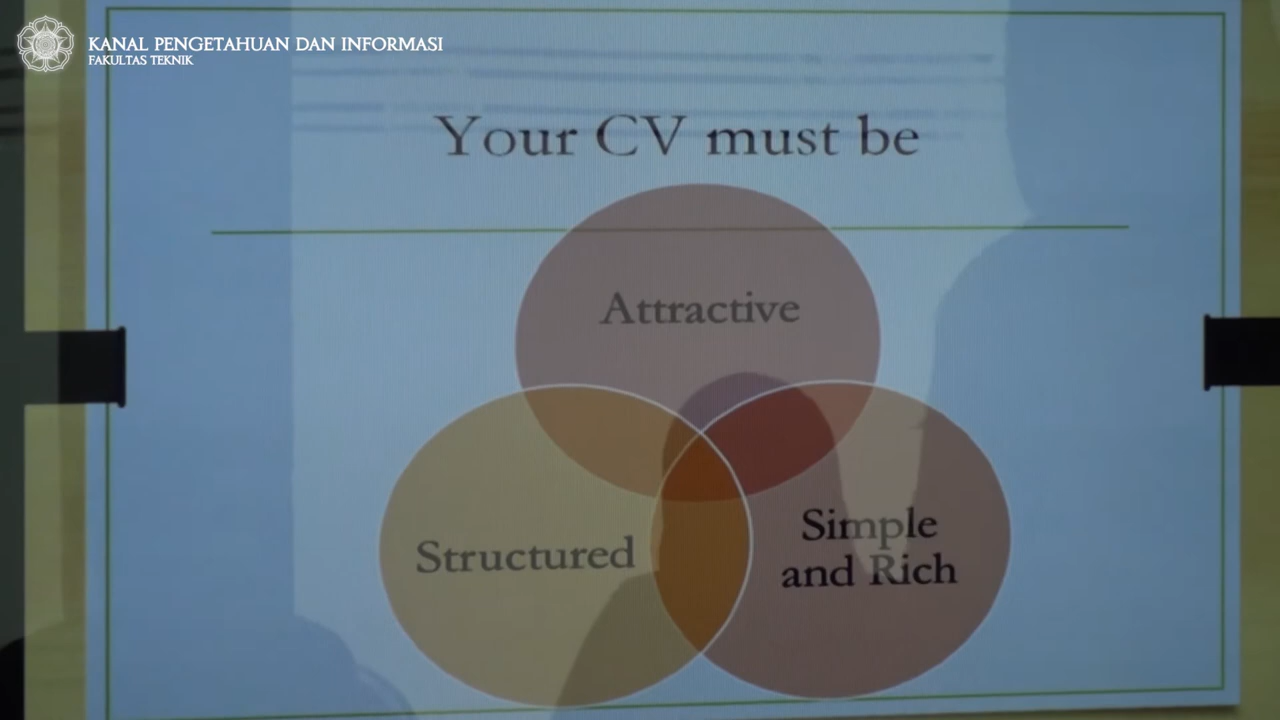 KANAL PENGETAHUAN DAN INFORMASI
FAKULTAS TEKNIK
Your CV must be
Attractive
Structured
Simple
and Rich